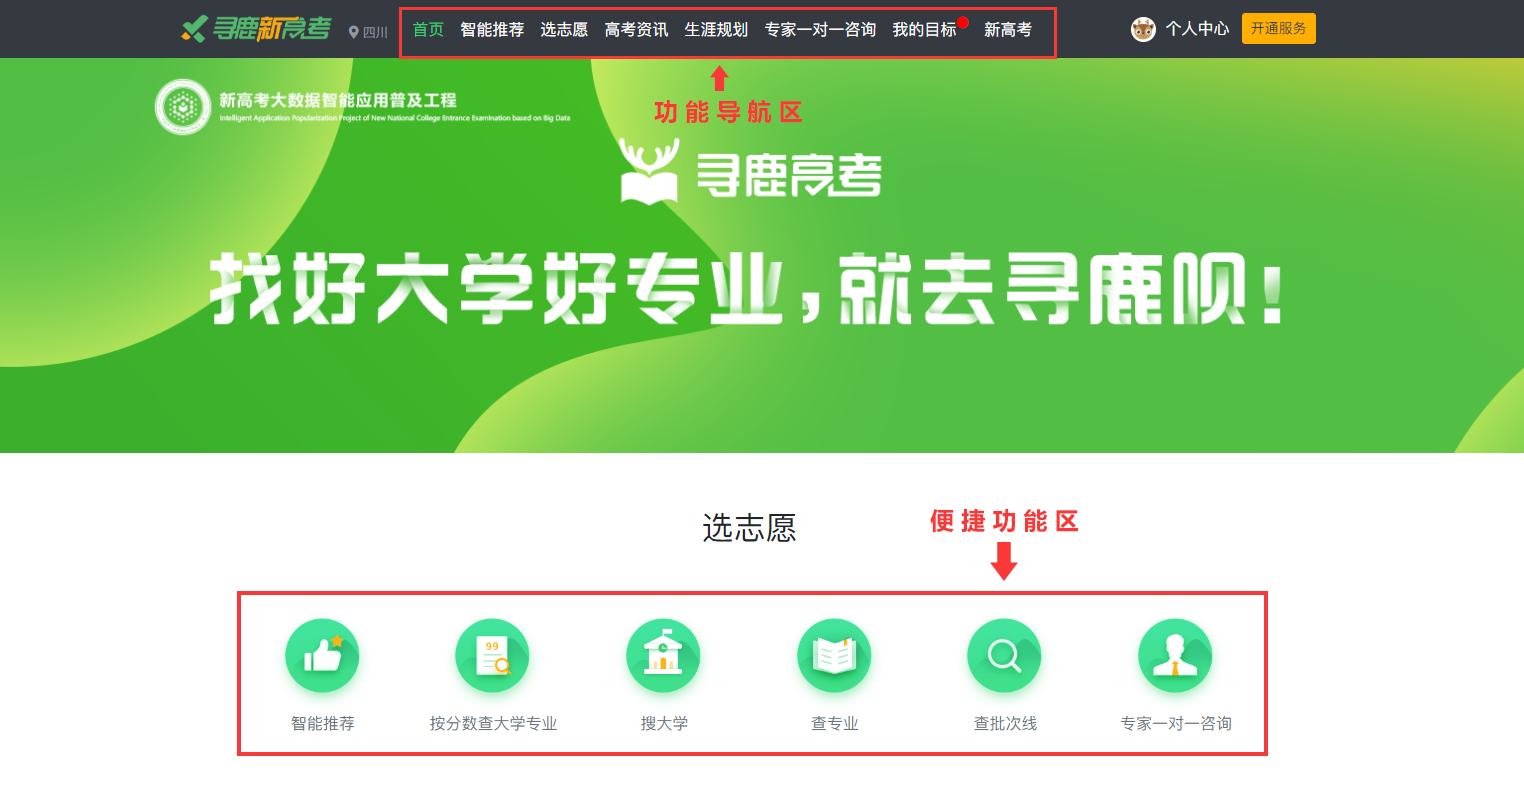 寻鹿新高考 四川 首页 智能推荐 选志愿 高考资讯 生涯规划 专家一对一咨询 我的目标 新高考 个人中心 开通服务
功能导航区
新高考大数据智能应用普及工程
Intelligent Application Popularization Project of New National College Entrance Examination based on Big Data
寻鹿高考
找好大学好专业,就去寻鹿呗!
选志愿
便捷功能区
99
智能推荐 按分数查大学专业 搜大学 查专业 查批次线 专家一对一咨询